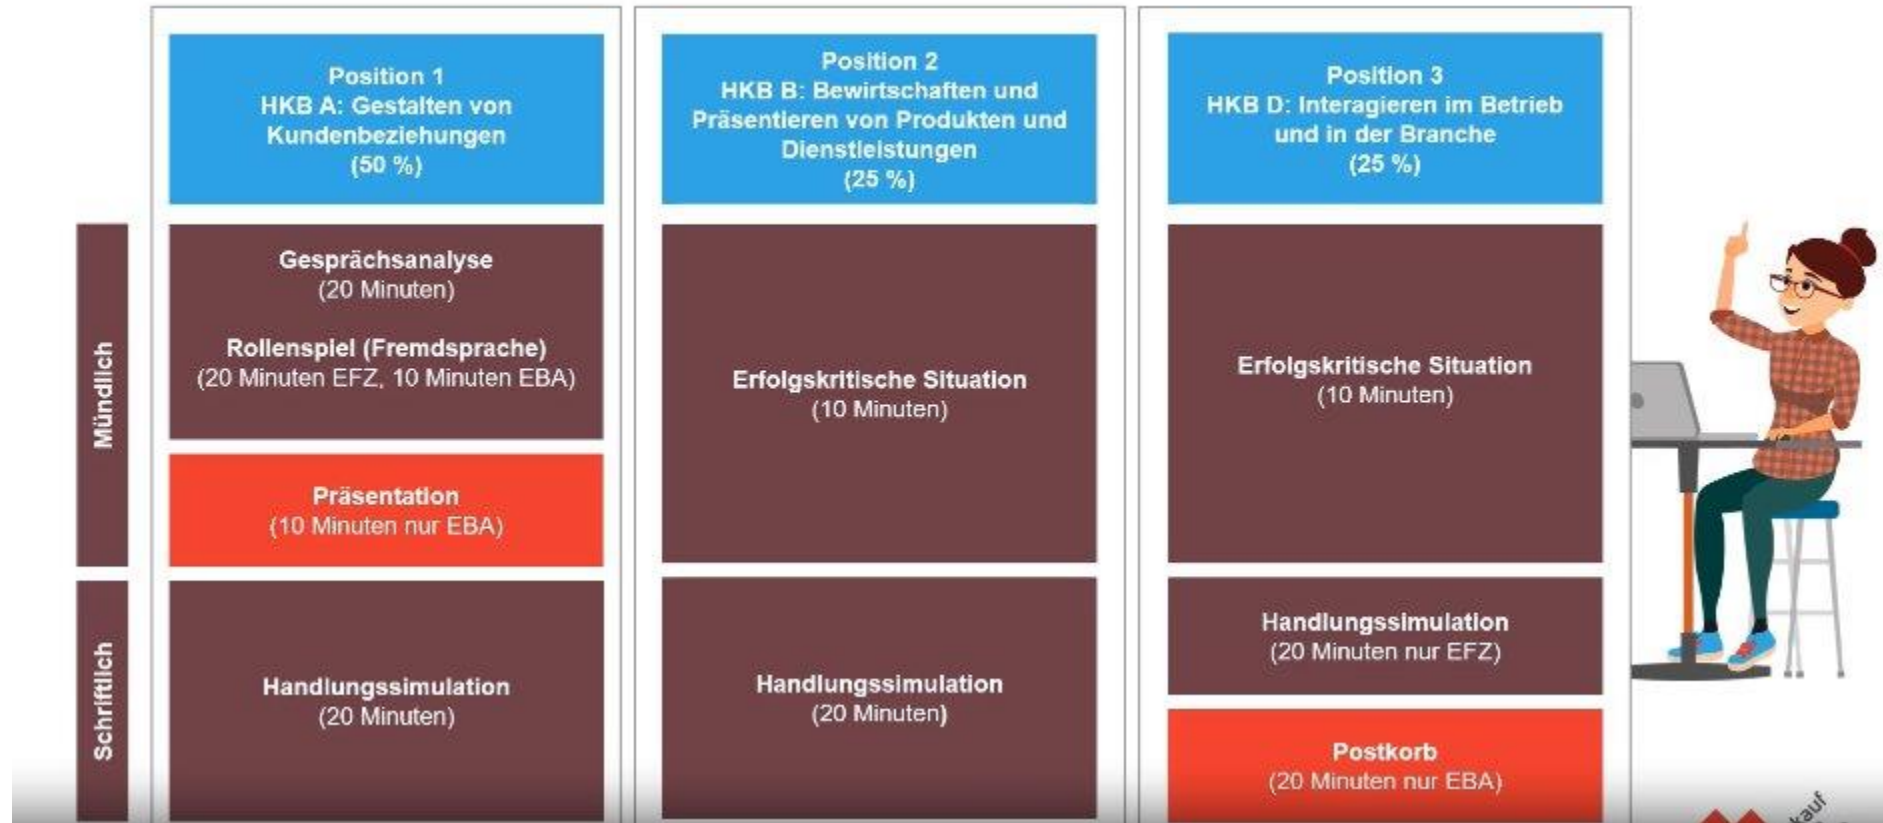 Position 1
HKB A: Gestalten von
Kundenbeziehungen
(50 %)
Position 2
HKB B: Bewirtschaften und
Präsentieren von Produkten und
Dienstleistungen
(25 %)
Position 3
HKB D: Interagieren im Betrieb
und in der Branche
(25 %)
Mündlich
Gesprächsanalyse
(20 Minuten)
Rollenspiel (Fremdsprache)
(20 Minuten EFZ, 10 Minuten EBA)
Präsentation
(10 Minuten nur EBA)
Erfolgskritische Situation
(10 Minuten)
Erfolgskritische Situation
(10 Minuten)
Schriftlich
Handlungssimulation
(20 Minuten)
Handlungssimulation
(20 Minuten)
Handlungssimulation
(20 Minuten nur EFZ)
Postkorb
(20 Minuten nur EBA)